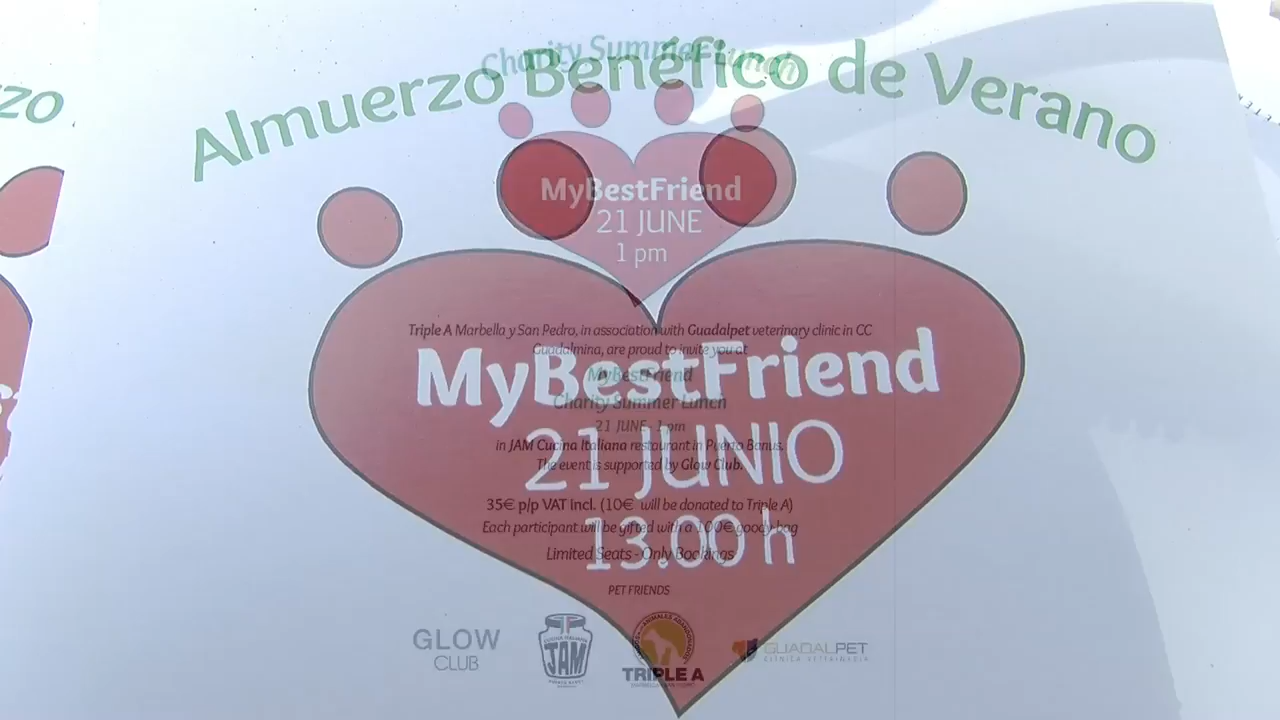 Charity Summer Lunch
Almuerzo Benéfico de Verano
zo
MyBestFriend
21 JUNE
1 pm
Triple A Marbella y San Pedro, in association with Guadalpet veterinary clinic in CC
Guadalmina, are proud to invite you at
MyBestFriend
Charity Summer Lunch
21 JUNE 1 pm
in JAM Cucina Italiana restaurant in Puerto Banus.
The event is supported by Glow Club.
MyBestFriend
21 JUNIO
13.00 h
35€ p/p VAT incl. (10€ will be donated to Triple A)
Each participant will be gifted with a 100€ goody bag
Limited Seats - Only Bookings
PET FRIENDS
GLOW
CLUB
JAM
TRIPLE A
GUADALPET
CLÍNICA VETERINARIA